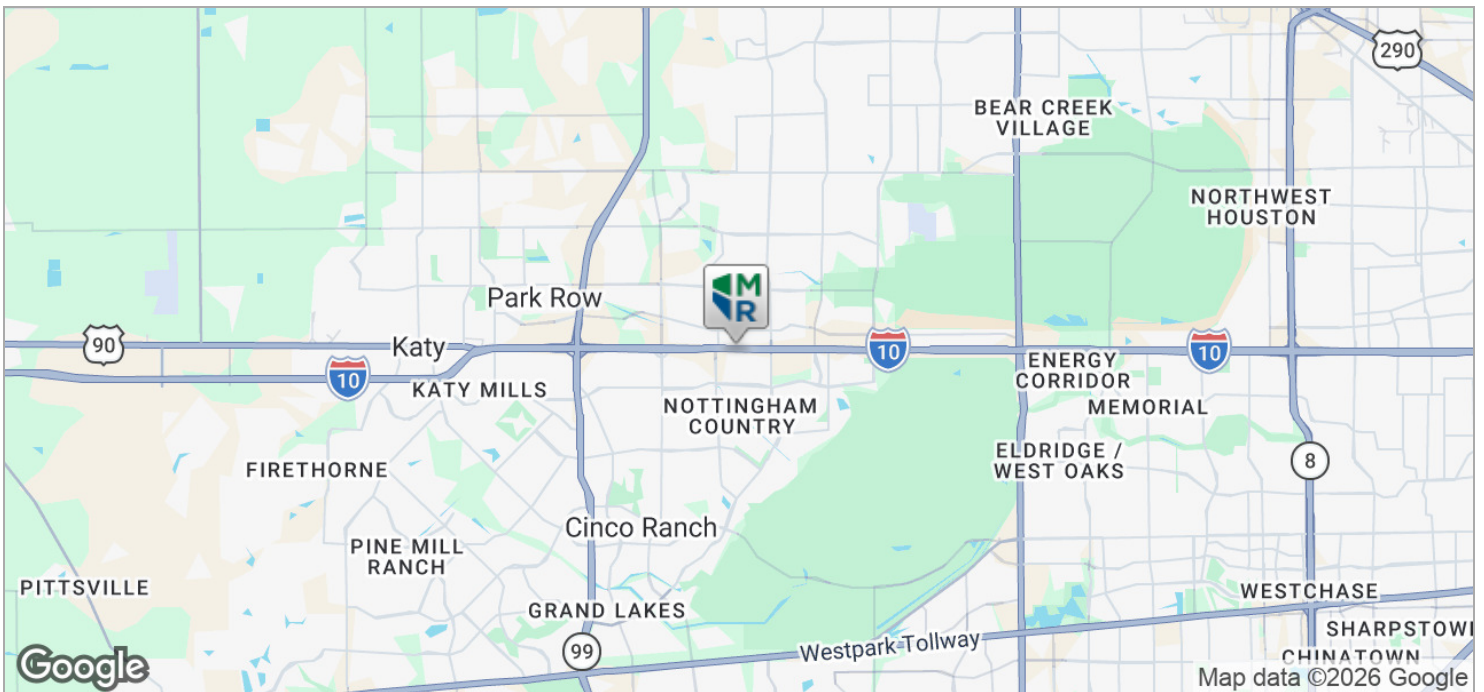 290
BEAR CREEK
VILLAGE
NORTHWEST
HOUSTON
M
R
Park Row
90
Katy
10
10
10
KATY MILLS
ENERGY
CORRIDOR
MEMORIAL
NOTTINGHAM
COUNTRY
FIRETHORNE
ELDRIDGE /
WEST OAKS
8
Cinco Ranch
PINE MILL
RANCH
PITTSVILLE
GRAND LAKES
WESTCHASE
99
Westpark Tollway
SHARPSTOW
CHINATOWN
Google
Map data ©2026 Google